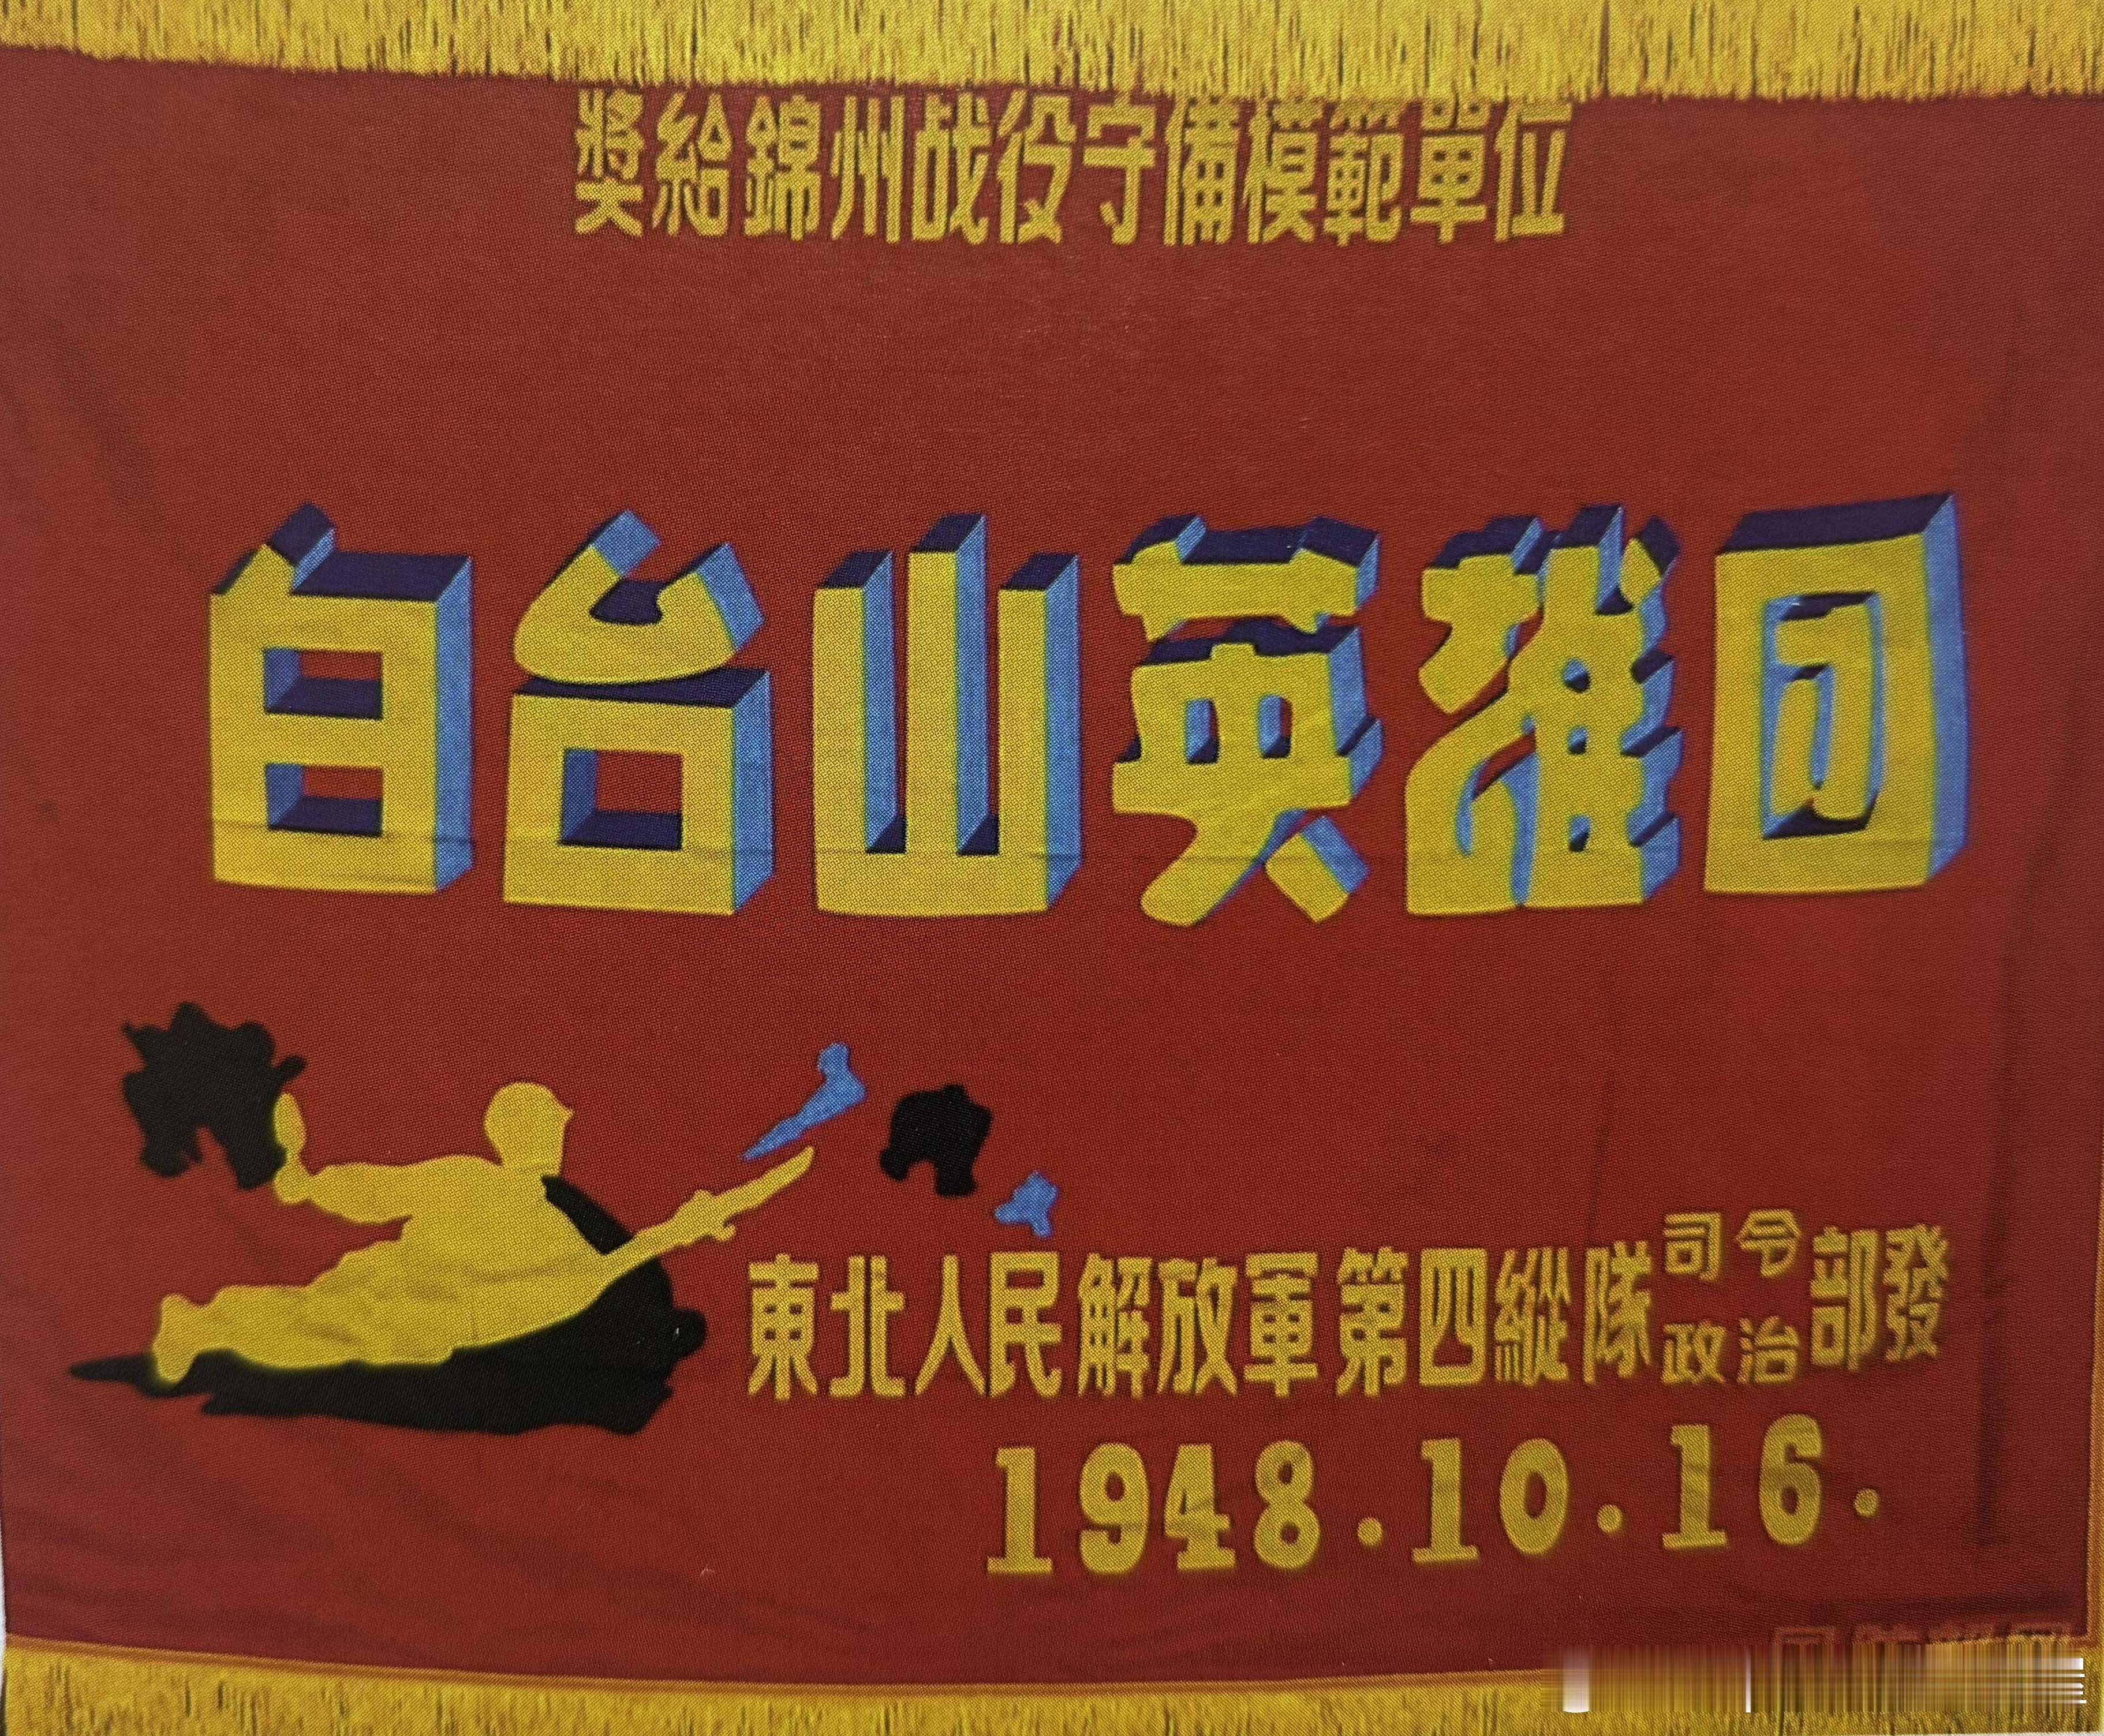 獎給錦州战役守備模範單位
白台山英雄团
東北人民解放軍第四縱隊司令政治部發
1948.10.16.